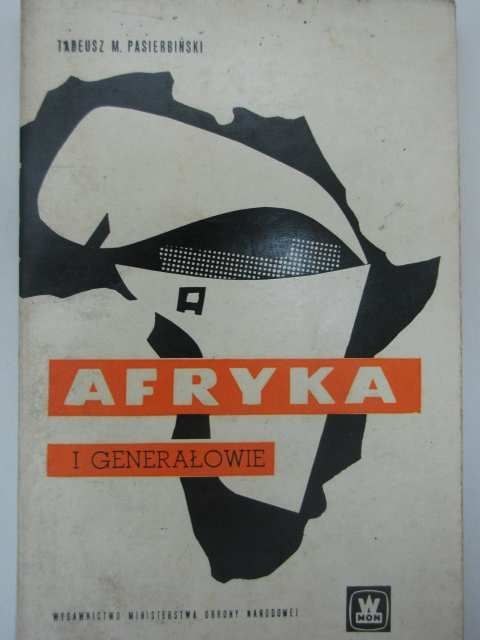 TADEUSZ M. PASIERBIŃSKI
AFRYKA
I GENERAŁOWIE
WYDAWNICTWO MINISTERSTWA OBRONY NARODOWEJ
W
MON